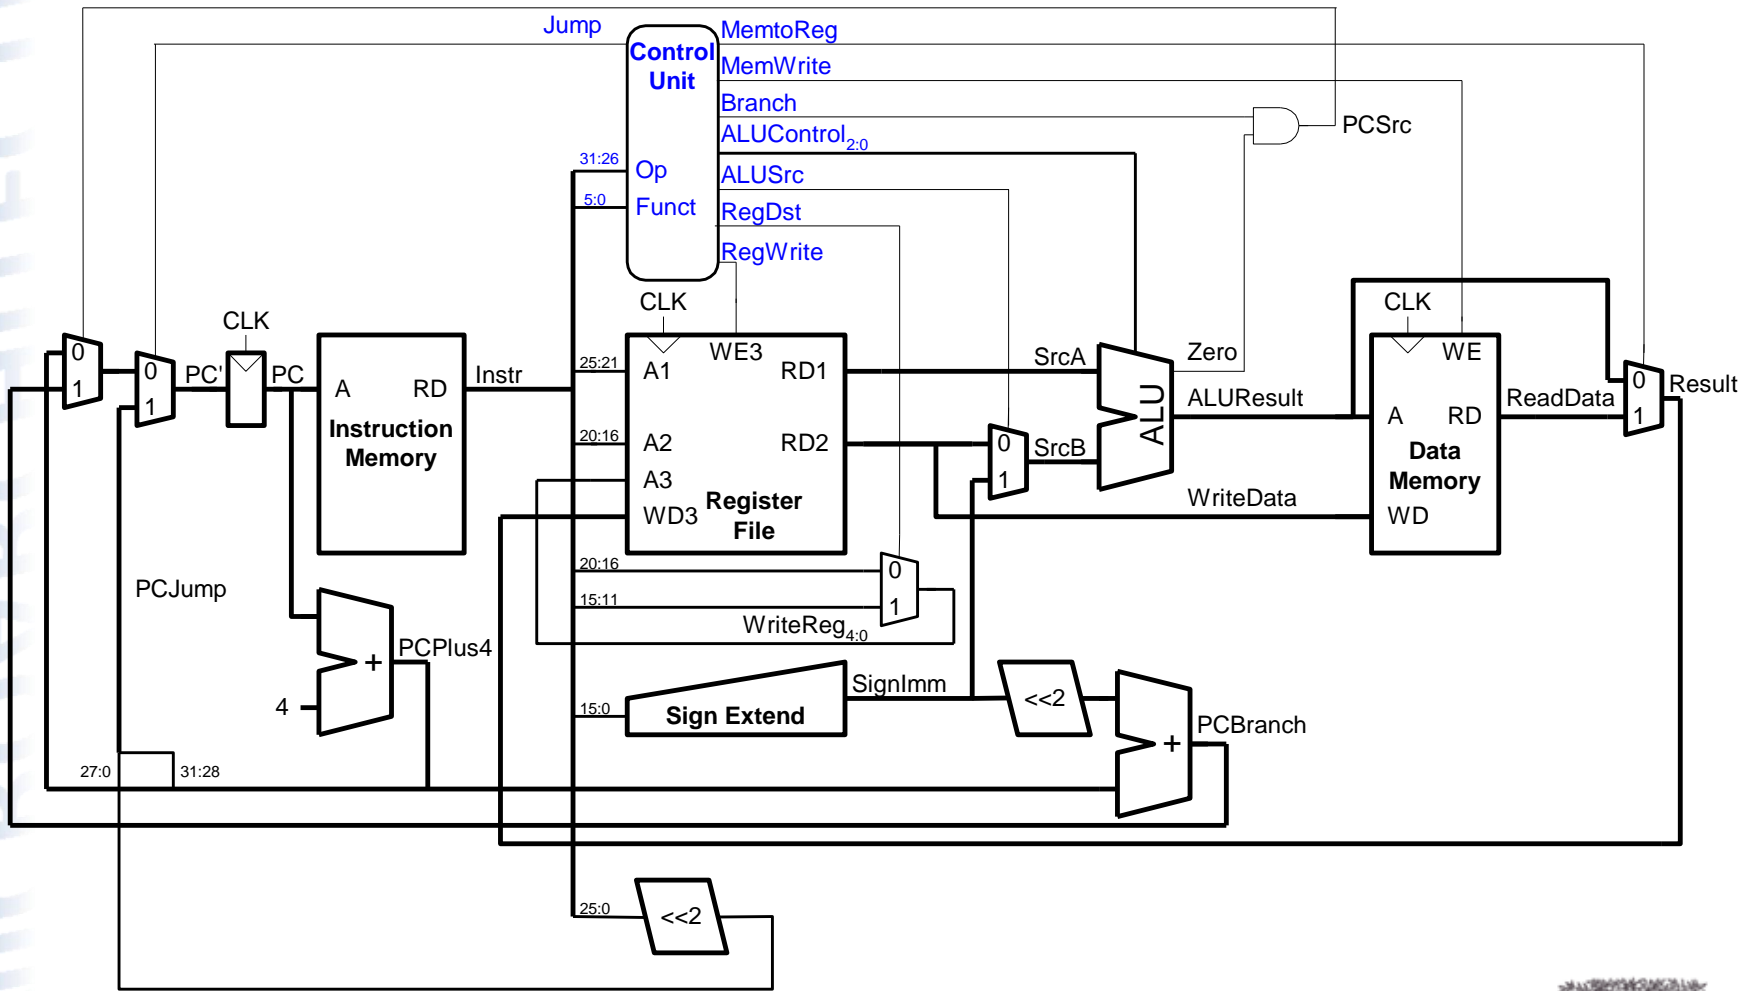 Jump
MemtoReg
Control
Unit
MemWrite
Branch
PCSrc
ALUControl2:0
31:26
Op
ALUSrc
5:0
Funct
RegDst
RegWrite
CLK
CLK
CLK
0
1
0
1
PC'
PC
A
RD
Instruction
Memory
Instr
25:21
A1
WE3
RD1
20:16
A2
RD2
A3
WD3
Register
File
SrcA
0
1
SrcB
ALU
Zero
ALUResult
WriteData
WE
A
RD
Data
Memory
WD
ReadData
0
1
Result
20:16
0
15:11
1
WriteReg4:0
PCJump
PCPlus4
+
4
SignImm
15:0
Sign Extend
<<2
+
PCBranch
27:0
31:28
25:0
<<2